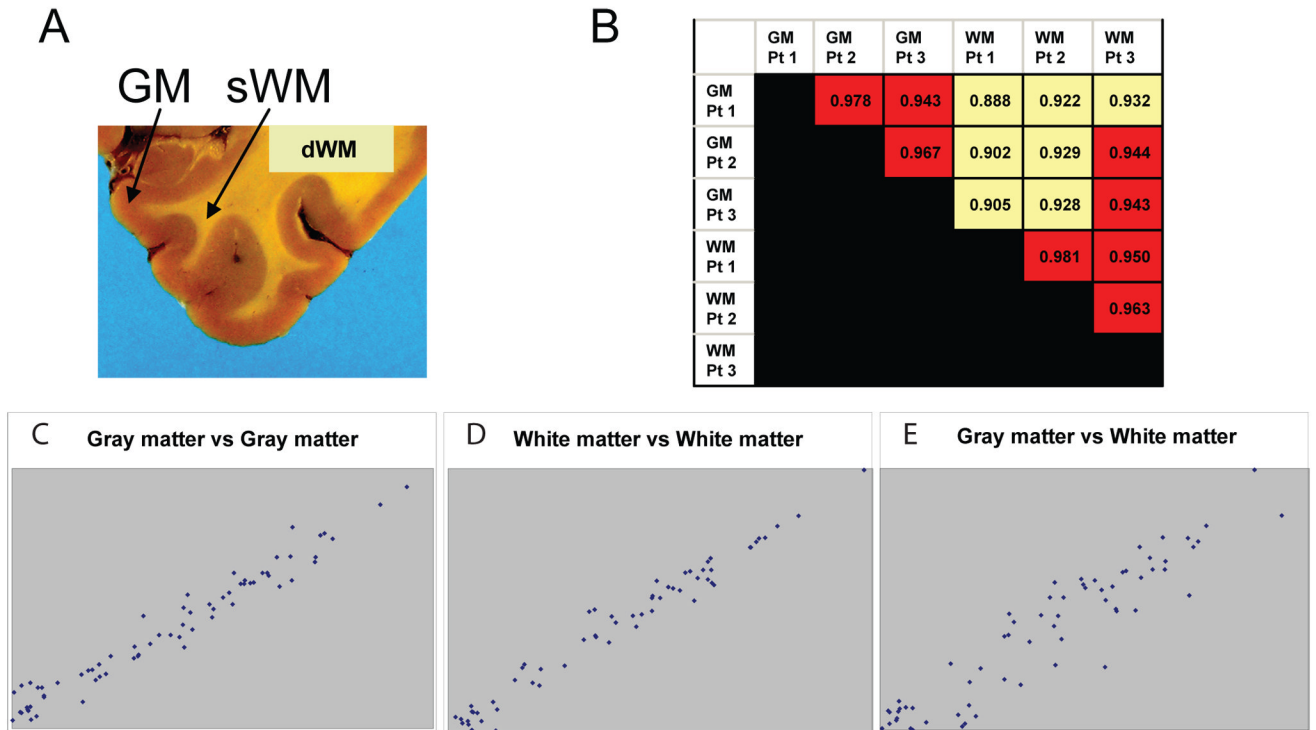 A
GM sWM
dWM
B
GM Pt 1 GM Pt 2 GM Pt 3 WM Pt 1 WM Pt 2 WM Pt 3
GM Pt 1 0.978 0.943 0.888 0.922 0.932
GM Pt 2 0.967 0.902 0.929 0.944
GM Pt 3 0.905 0.928 0.943
WM Pt 1 0.981 0.950
WM Pt 2 0.963
WM Pt 3
C Gray matter vs Gray matter
D White matter vs White matter
E Gray matter vs White matter